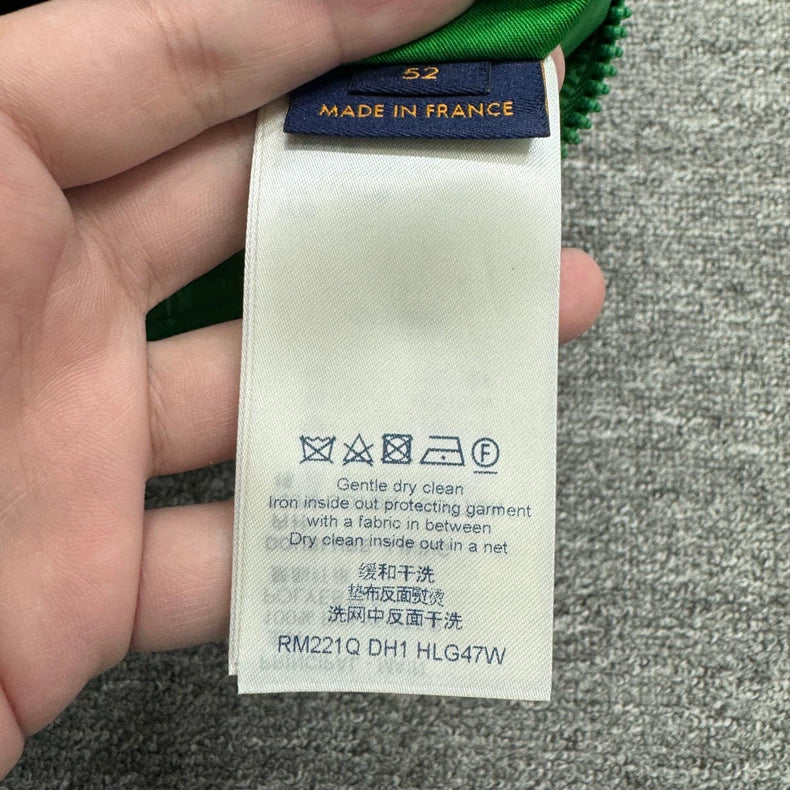 52
MADE IN FRANCE
F
Gentle dry clean
Iron inside out protecting garment
with a fabric in between
Dry clean inside out in a net
缓和干洗
垫布反面熨烫
洗网中反面干洗
RM221Q DH1 HLG47W